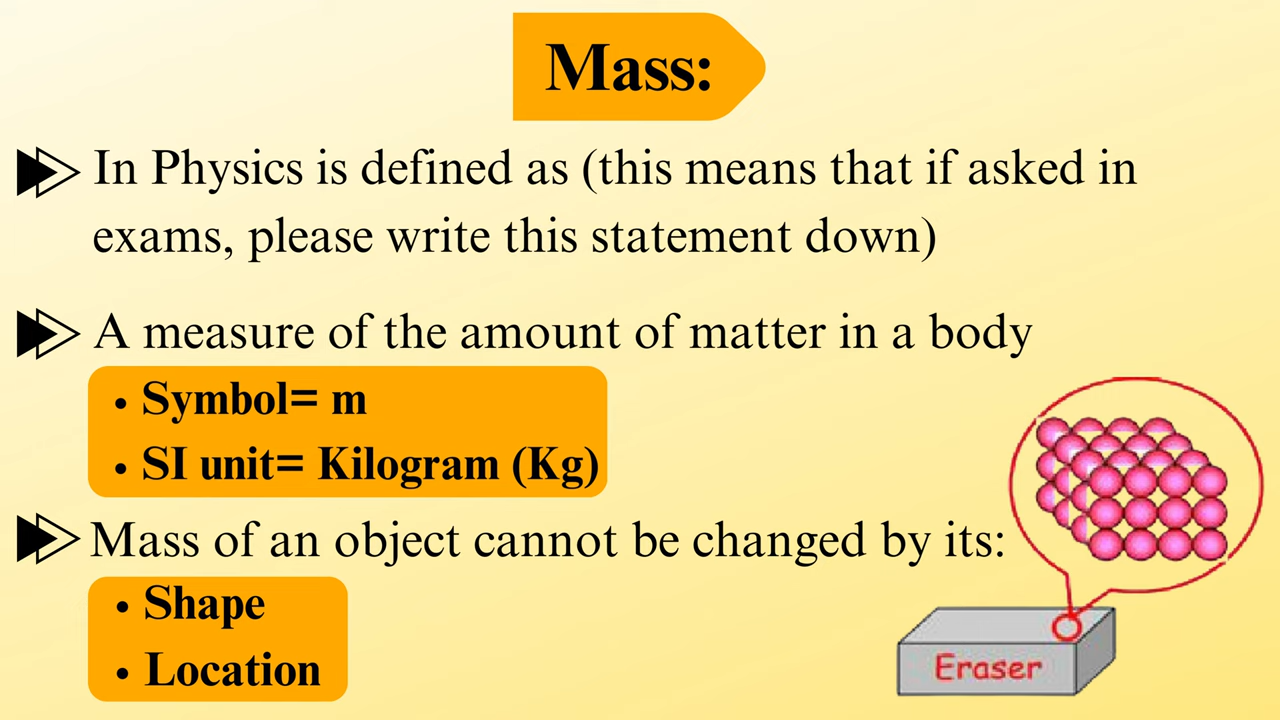 Mass:
In Physics is defined as (this means that if asked in
exams, please write this statement down)
A measure of the amount of matter in a body
• Symbol= m
• SI unit= Kilogram (Kg)
Mass of an object cannot be changed by its:
• Shape
• Location
Eraser